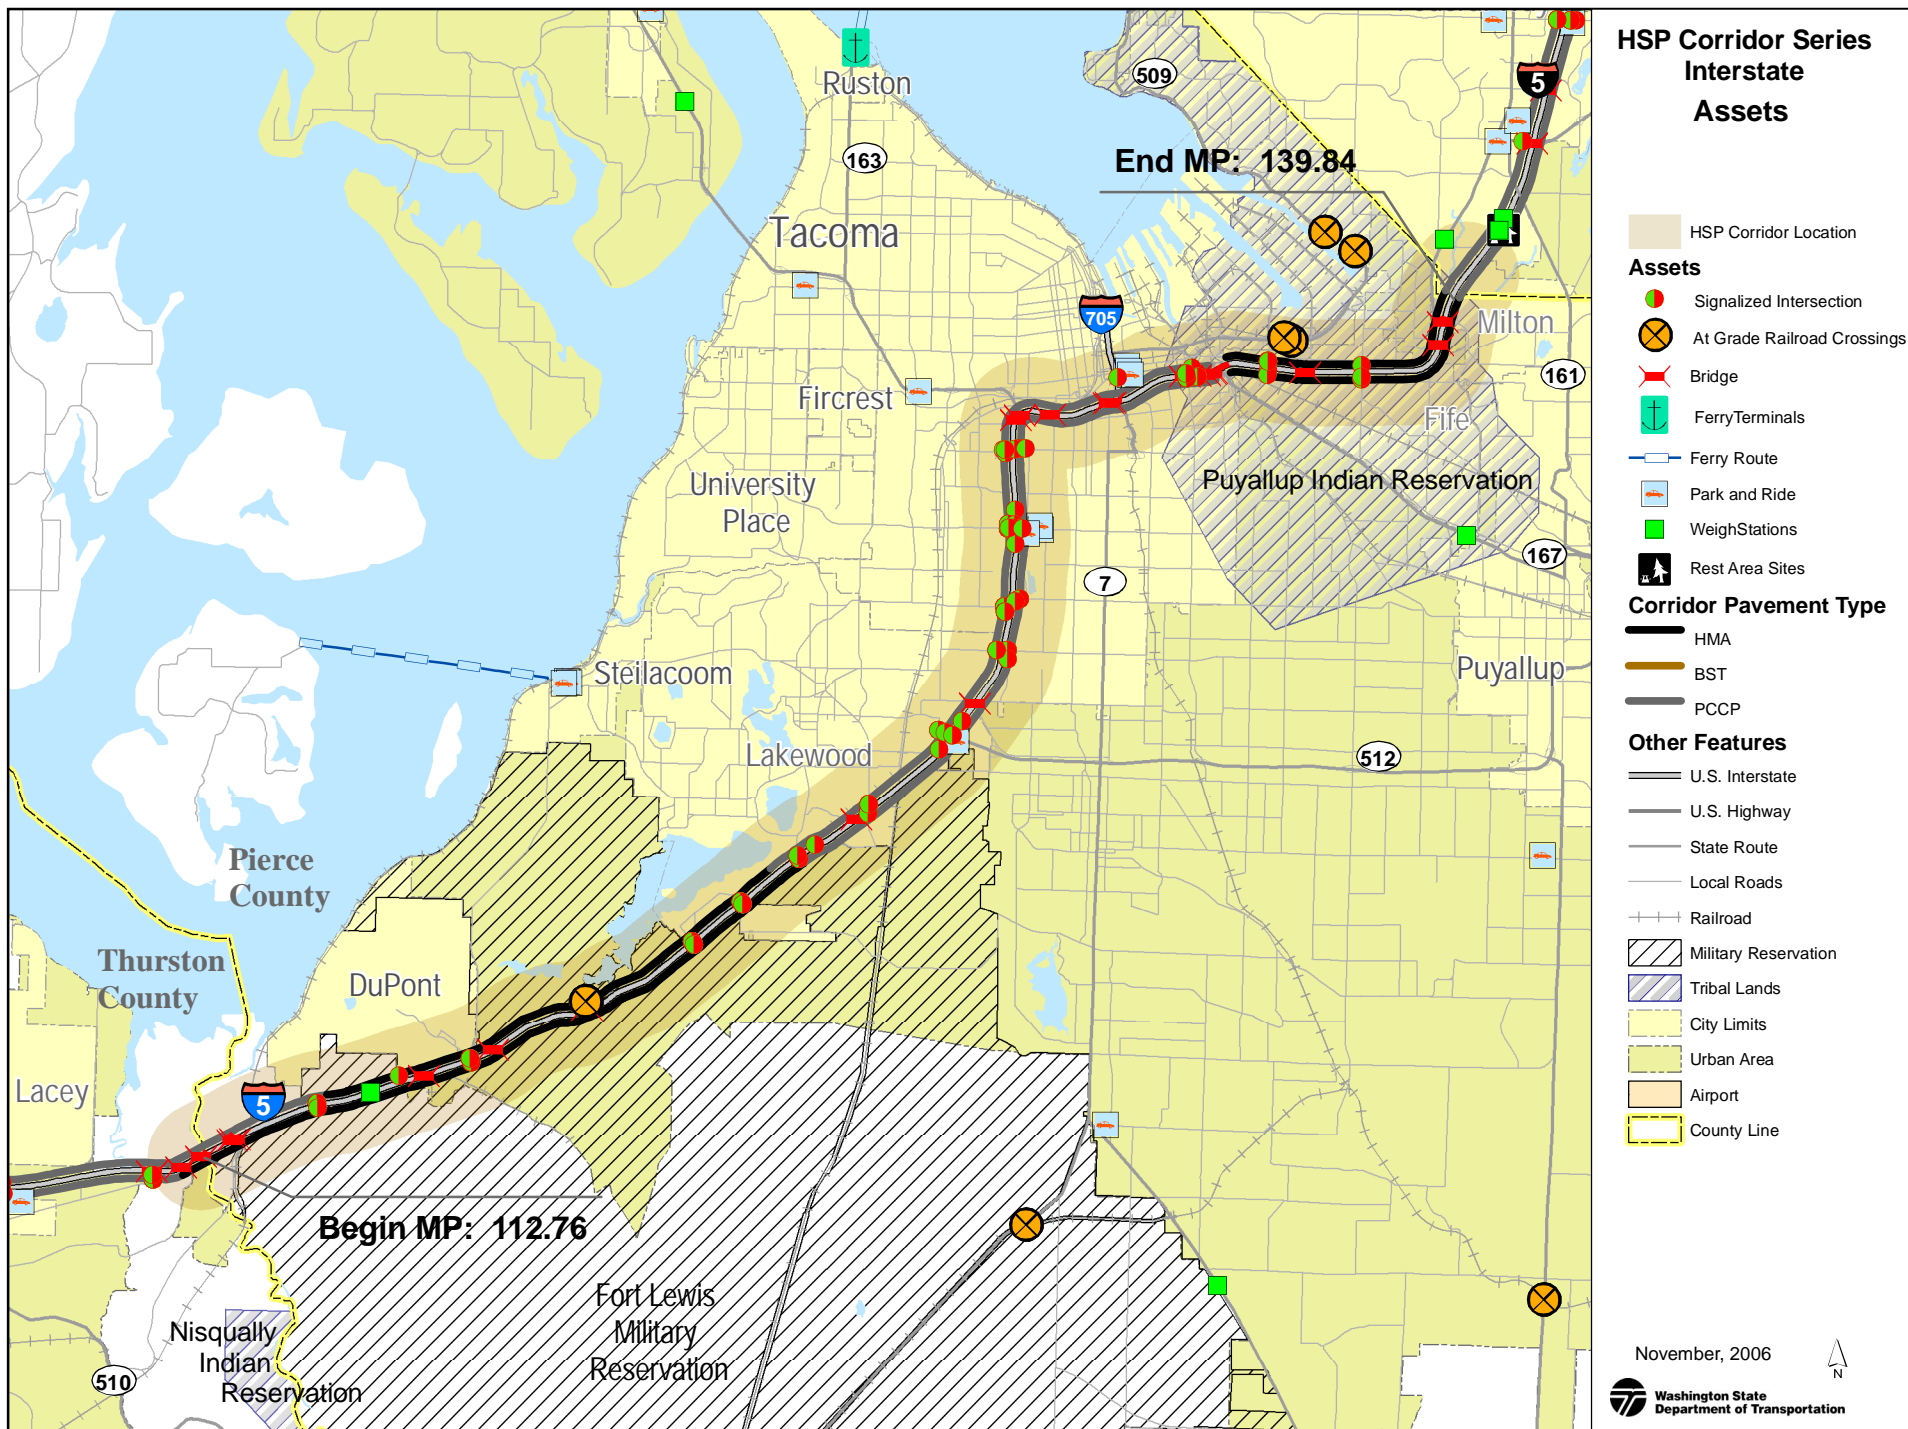 HSP Corridor Series
Interstate
Assets
HSP Corridor Location
Assets
Signalized Intersection
At Grade Railroad Crossings
Bridge
FerryTerminals
Ferry Route
Park and Ride
WeighStations
Rest Area Sites
Corridor Pavement Type
HMA
BST
PCCP
Other Features
U.S. Interstate
U.S. Highway
State Route
Local Roads
Railroad
Military Reservation
Tribal Lands
City Limits
Urban Area
Airport
County Line
November, 2006
N
Washington State
Department of Transportation
Ruston
509
5
163
End MP: 139.84
Tacoma
705
Milton
161
Fircrest
Fife
University
Place
Puyallup Indian Reservation
167
7
Steilacoom
Puyallup
Lakewood
512
Pierce
County
Thurston
County
DuPont
Lacey
5
Begin MP: 112.76
Fort Lewis
Military
Reservation
Nisqually
Indian
Reservation
510